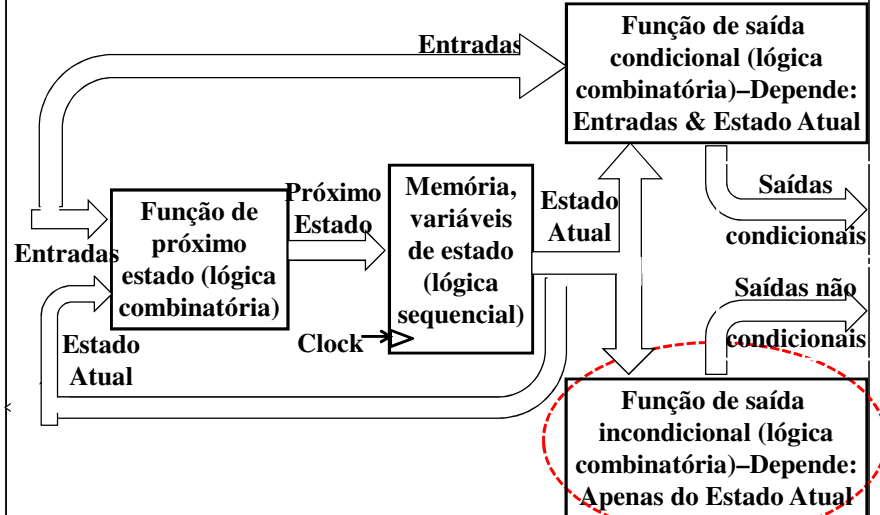 Entradas
Função de saída
condicional (lógica
combinatória)–Depende:
Entradas & Estado Atual
Entradas
Função de
próximo
estado (lógica
combinatória)
Próximo
Estado
Memória,
variáveis
de estado
(lógica
sequencial)
Clock
Estado
Atual
Estado
Atual
Saídas
condicionais
Saídas não
condicionais
Função de saída
incondicional (lógica
combinatória)–Depende:
Apenas do Estado Atual